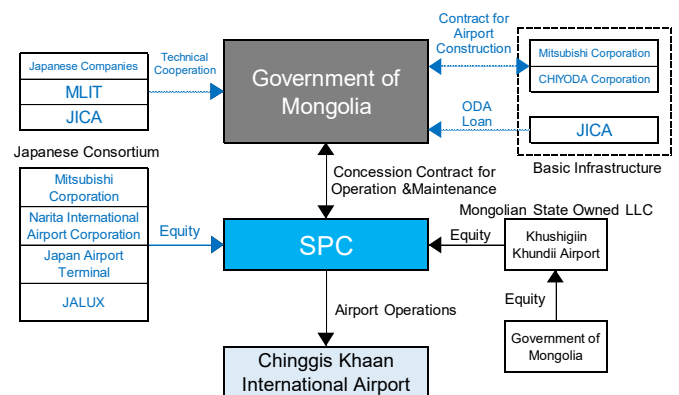 Japanese Companies
MLIT
JICA
Technical
Cooperation
Government of
Mongolia
Contract for
Airport
Construction
Mitsubishi Corporation
CHIYODA Corporation
ODA
Loan
JICA
Basic Infrastructure
Japanese Consortium
Mitsubishi
Corporation
Narita International
Airport Corporation
Japan Airport
Terminal
JALUX
Equity
Concession Contract for
Operation &Maintenance
SPC
Mongolian State Owned LLC
Equity
Khushigiin
Khundii Airport
Equity
Government of
Mongolia
Airport Operations
Chinggis Khaan
International Airport